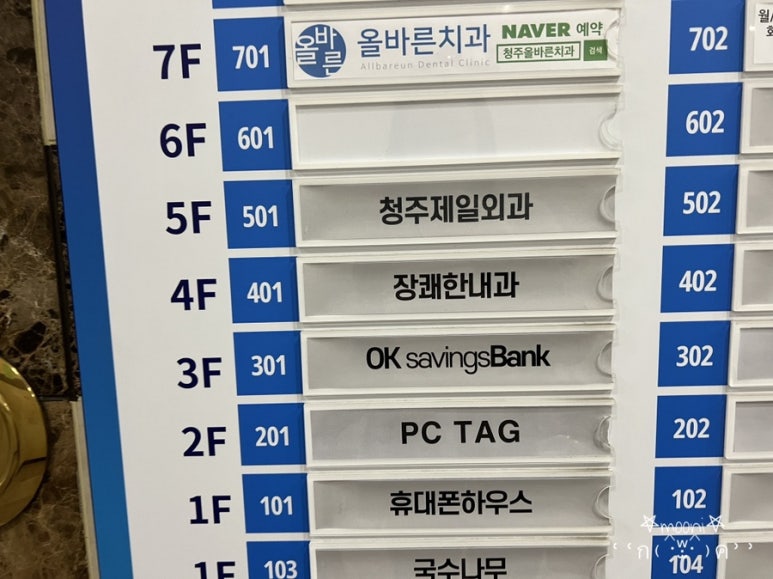 7F 701 올바른 올바른치과 Allbareun Dental Clinic NAVER 예약 청주올바른치과 검색 702
6F 601 602
5F 501 청주제일외과 502
4F 401 장쾌한내과 402
3F 301 OK savingsBank 302
2F 201 PC TAG 202
1F 101 휴대폰하우스 102
1F 103 국수나무 104
mooni